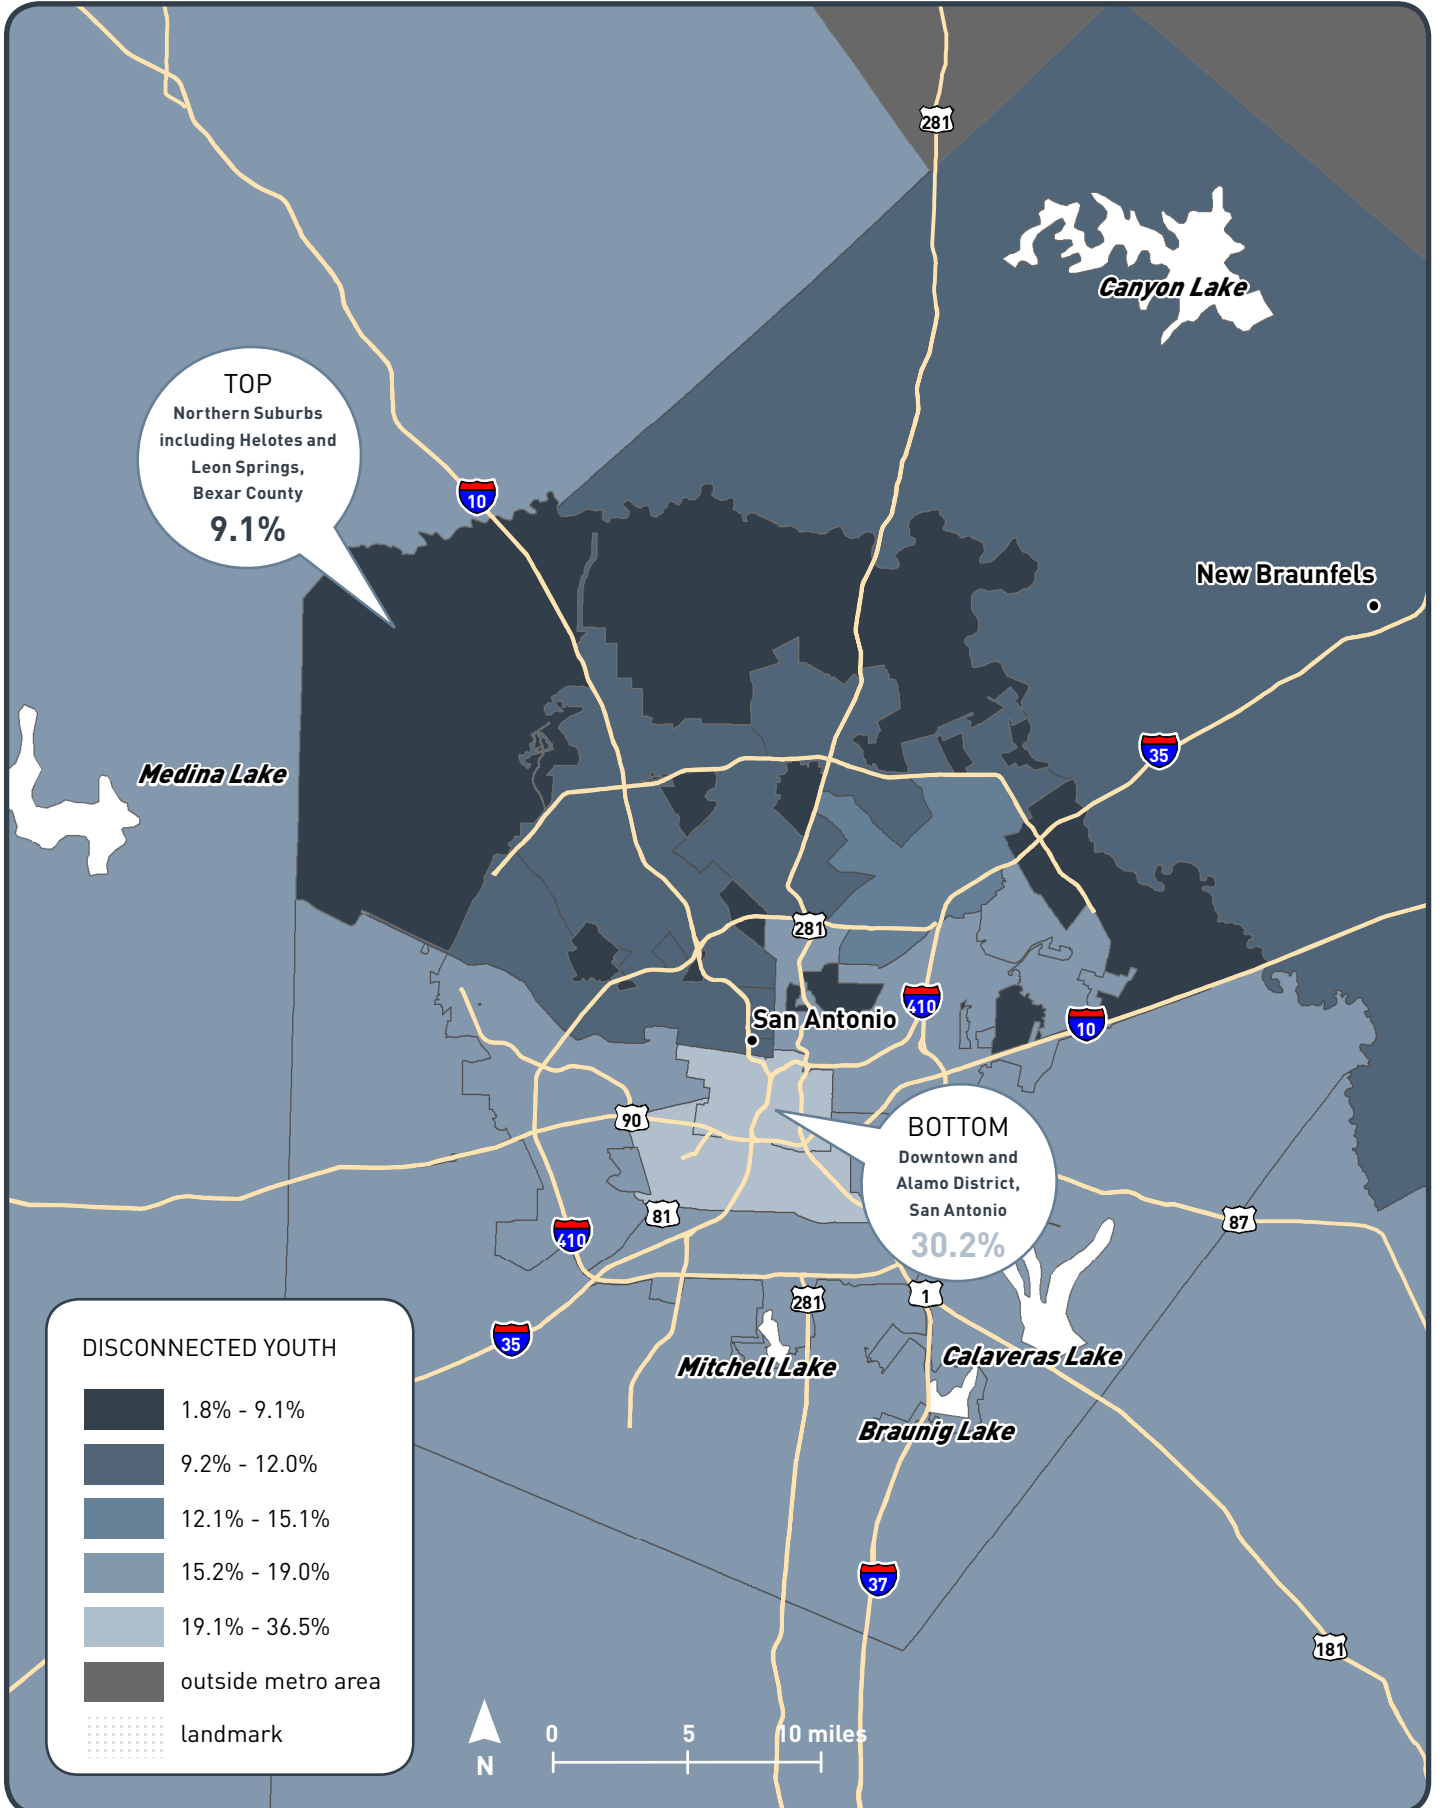 281
Canyon Lake
TOP
Northern Suburbs
including Helotes and
Leon Springs,
Bexar County
9.1%
10
New Braunfels
35
Medina Lake
281
410
San Antonio
10
90
BOTTOM
Downtown and
Alamo District,
San Antonio
30.2%
81
87
410
281
1
35
Mitchell Lake
Calaveras Lake
Braunig Lake
37
181
DISCONNECTED YOUTH
1.8% - 9.1%
9.2% - 12.0%
12.1% - 15.1%
15.2% - 19.0%
19.1% - 36.5%
outside metro area
landmark
N
0 5 10 miles